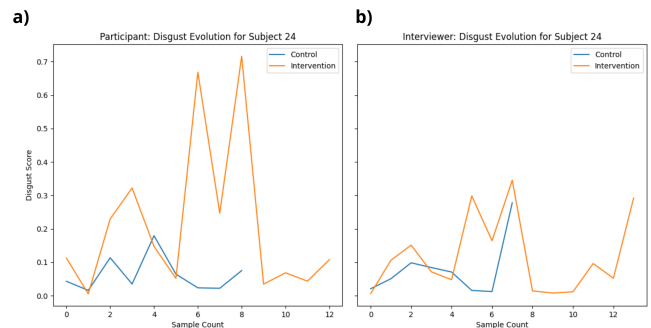 a)
b)
Participant: Disgust Evolution for Subject 24
Control
Intervention
0.7
0.6
0.5
0.4
0.3
0.2
0.1
0.0
Disgust Score
0 2 4 6 8 10 12
Sample Count
Interviewer: Disgust Evolution for Subject 24
Control
Intervention
0 2 4 6 8 10 12
Sample Count